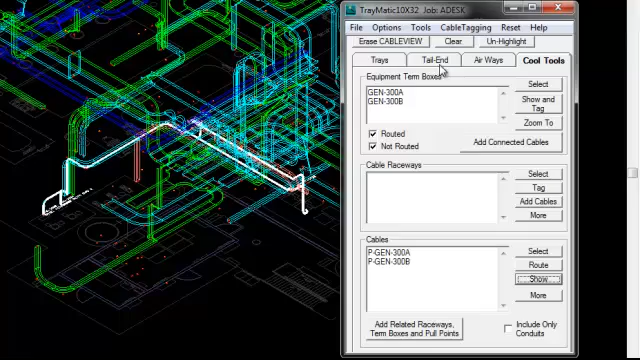 TrayMatic10X32 Job: ADESK
File Options Tools CableTagging Reset Help
Erase CABLEVIEW Clear Un-Highlight
Trays Tail-End Air Ways Cool Tools
Equipment Term Boxes
GEN-300A
GEN-300B
Select
Show and Tag
Zoom To
Routed
Not Routed
Add Connected Cables
Cable Raceways
Select
Tag
Add Cables
More
Cables
P-GEN-300A
P-GEN-300B
Select
Route
Show
More
Add Related Raceways, Term Boxes and Pull Points
Include Only Conduits